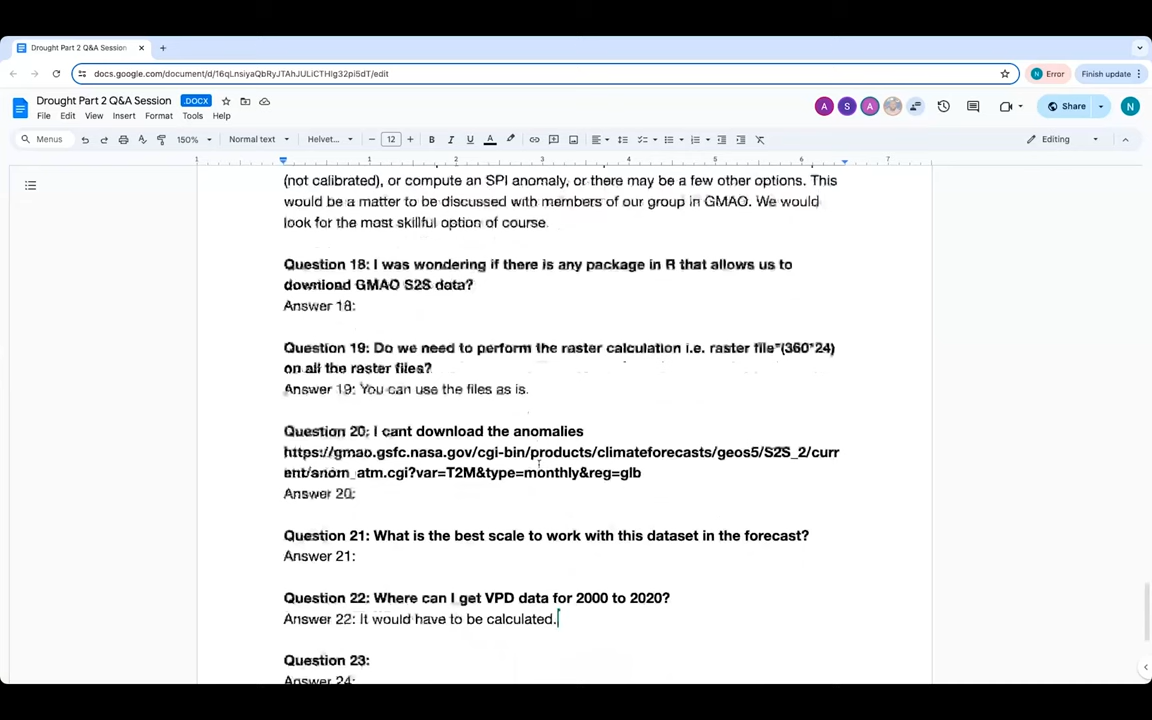 Drought Part 2 Q&A Session
docs.google.com/document/d/16qLnsiyaQbRyJTAhJULiCTHIg32pi5dT/edit
N Error
Finish update
Drought Part 2 Q&A Session .DOCX
File Edit View Insert Format Tools Help
A S A
Share
N
Menus
150%
Normal text
Helvet...
12
B I U A
Editing
1 1 2 3 4 5 6 7
(not calibrated), or compute an SPI anomaly, or there may be a few other options. This
would be a matter to be discussed with members of our group in GMAO. We would
look for the most skillful option of course.
Question 18: I was wondering if there is any package in R that allows us to
download GMAO S2S data?
Answer 18:
Question 19: Do we need to perform the raster calculation i.e. raster file*(360*24)
on all the raster files?
Answer 19: You can use the files as is.
Question 20: I cant download the anomalies
https://gmao.gsfc.nasa.gov/cgi-bin/products/climateforecasts/geos5/S2S_2/curr
ent/anom_atm.cgi?var=T2M&type=monthly&reg=glb
Answer 20:
Question 21: What is the best scale to work with this dataset in the forecast?
Answer 21:
Question 22: Where can I get VPD data for 2000 to 2020?
Answer 22: It would have to be calculated.
Question 23:
Answer 24: